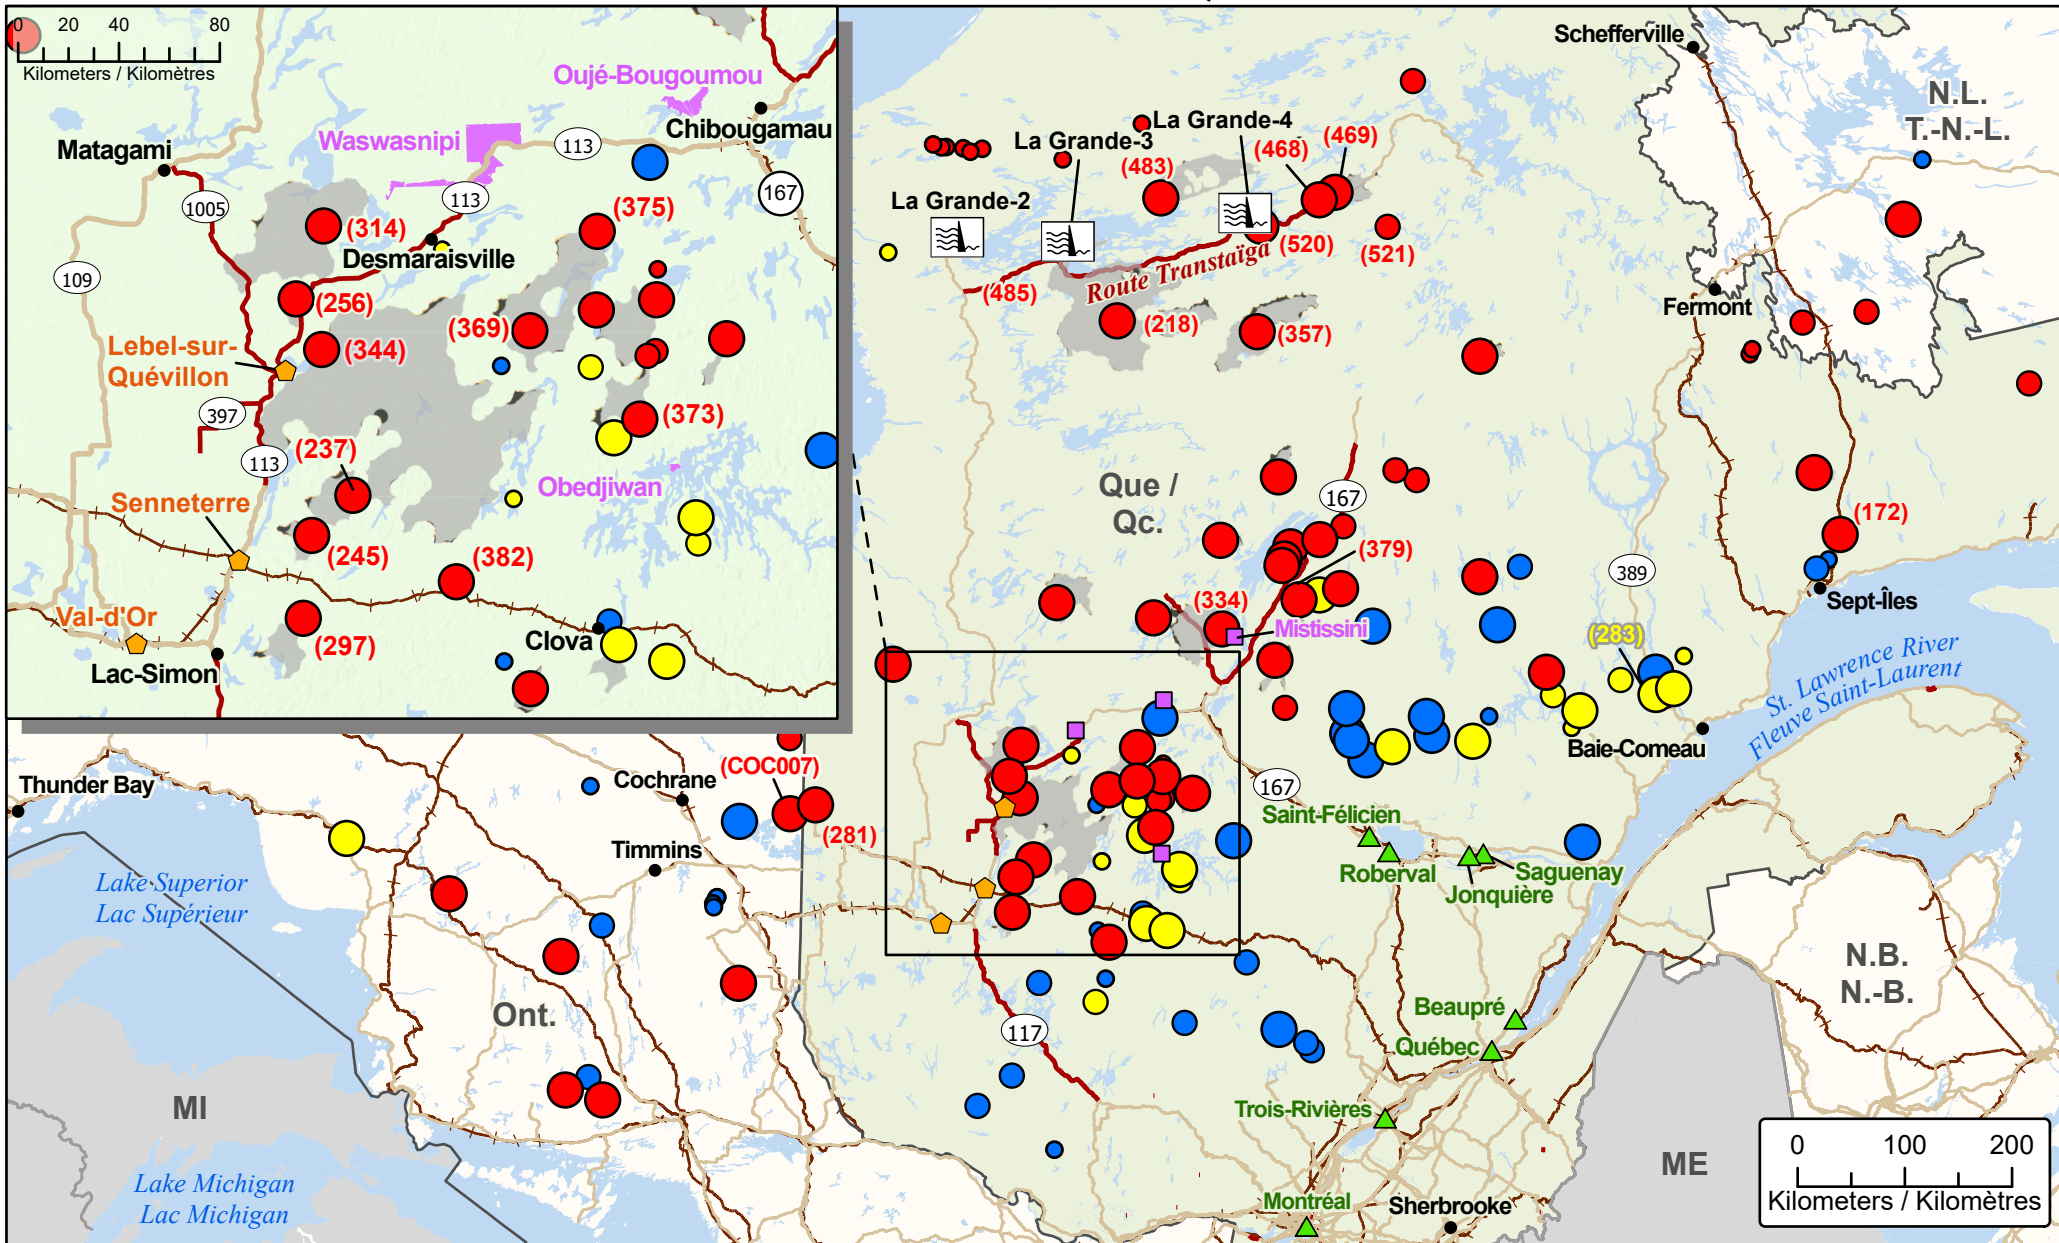 0 20 40 80
Kilometers / Kilomètres
Oujé-Bougoumou
Chibougamau
Waswasnipi
113
Matagami
167
1005
113
(375)
(314)
Desmaraisville
109
(256)
(369)
(344)
Lebel-sur-
Quévillon
397
(373)
(237)
113
Obedjiwan
Senneterre
(245)
(382)
Val-d'Or
Clova
(297)
Lac-Simon
Schefferville
N.L.
T.-N.-L.
La Grande-4
La Grande-3
(469)
(468)
(483)
La Grande-2
(520)
(521)
Route Transtaïga
(485)
Fermont
(218)
(357)
Que /
Qc.
167
(172)
(379)
389
Sept-Îles
(334)
Mistissini
(283)
St. Lawrence River
Fleuve Saint-Laurent
Baie-Comeau
Thunder Bay
Cochrane
(COC007)
167
Saint-Félicien
(281)
Timmins
Roberval
Saguenay
Jonquière
Lake Superior
Lac Supérieur
N.B.
N.-B.
Ont.
Beaupré
117
Québec
MI
Trois-Rivières
ME
0 100 200
Kilometers / Kilomètres
Lake Michigan
Lac Michigan
Montréal
Sherbrooke